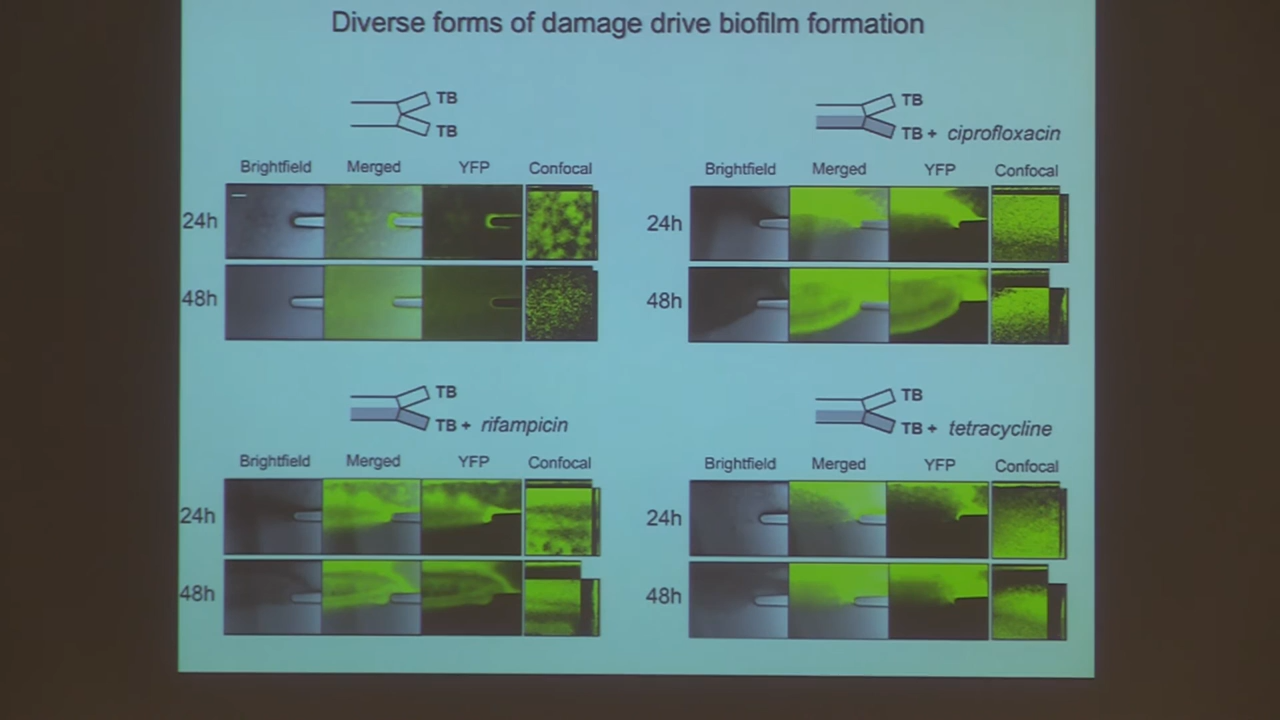 Diverse forms of damage drive biofilm formation
TB
TB
Brightfield Merged YFP Confocal
24h
48h
TB
TB + ciprofloxacin
Brightfield Merged YFP Confocal
24h
48h
TB
TB + rifampicin
Brightfield Merged YFP Confocal
24h
48h
TB
TB + tetracycline
Brightfield Merged YFP Confocal
24h
48h